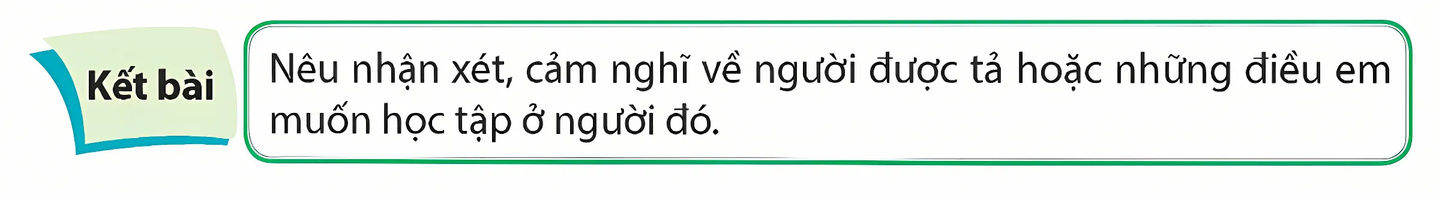 Kết bài
Nêu nhận xét, cảm nghĩ về người được tả hoặc những điều em
muốn học tập ở người đó.